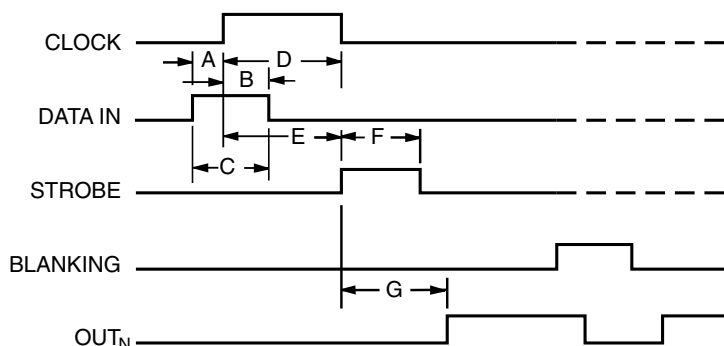 CLOCK
A D
B
DATA IN
E F
C
STROBE
BLANKING
G
OUTN